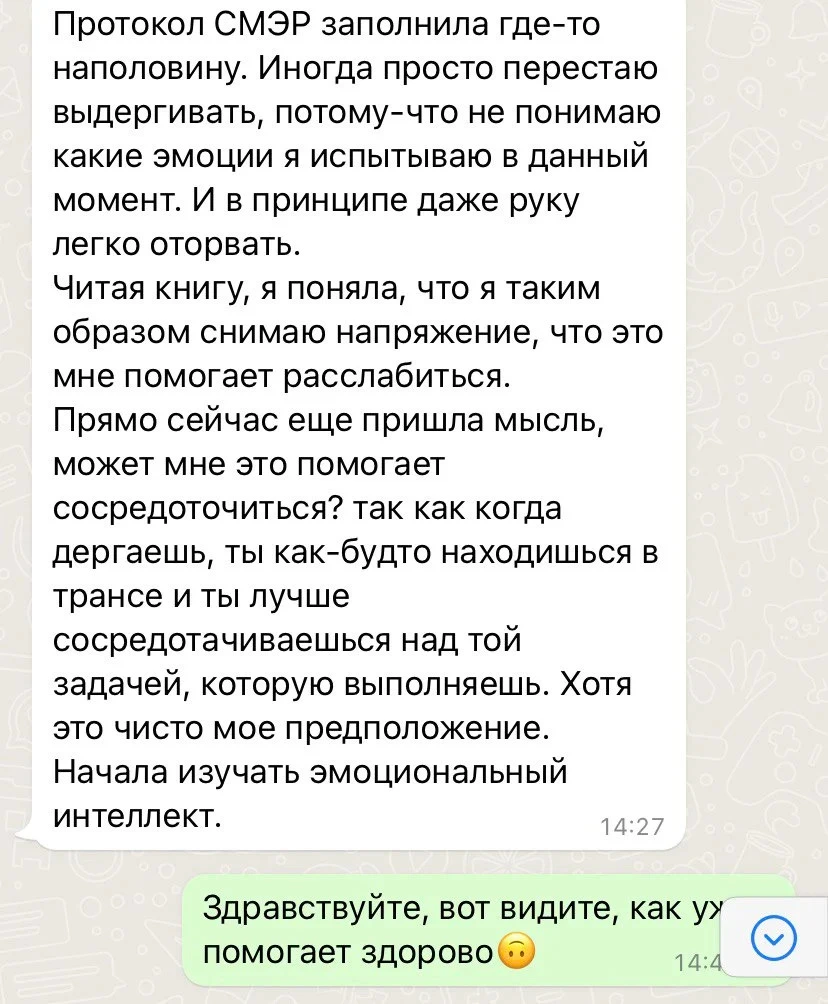 Протокол СМЭР заполнила где-то
наполовину. Иногда просто перестаю
выдергивать, потому-что не понимаю
какие эмоции я испытываю в данный
момент. И в принципе даже руку
легко оторвать.
Читая книгу, я поняла, что я таким
образом снимаю напряжение, что это
мне помогает расслабиться.
Прямо сейчас еще пришла мысль,
может мне это помогает
сосредоточиться? так как когда
дергаешь, ты как-будто находишься в
трансе и ты лучше
сосредотачиваешься над той
задачей, которую выполняешь. Хотя
это чисто мое предположение.
Начала изучать эмоциональный
интеллект.
14:27
Здравствуйте, вот видите, как
помогает здорово🙃